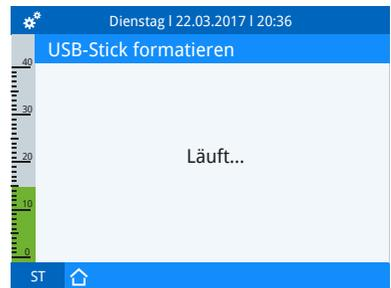 Dienstag l 22.03.2017 l 20:36
USB-Stick formatieren
40
30
20
10
0
Läuft...
ST